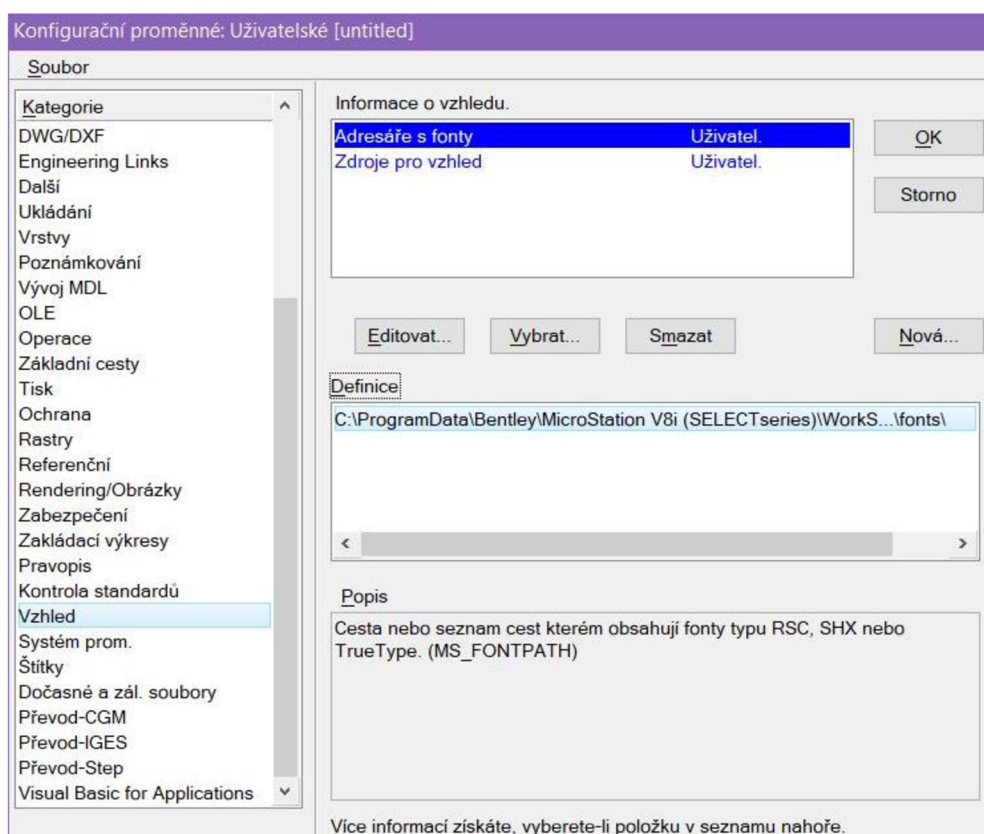 Konfigurační proměnné: Uživatelské [untitled]
Soubor
Kategorie
DWG/DXF
Engineering Links
Další
Ukládání
Vrstvy
Poznámkování
Vývoj MDL
OLE
Operace
Základní cesty
Tisk
Ochrana
Rastry
Referenční
Rendering/Obrázky
Zabezpečení
Zakládací výkresy
Pravopis
Kontrola standardů
Vzhled
Systém prom.
Štítky
Dočasné a zál. soubory
Převod-CGM
Převod-IGES
Převod-Step
Visual Basic for Applications
Informace o vzhledu.
Adresáře s fonty Uživatel.
Zdroje pro vzhled Uživatel.
OK
Storno
Editovat... Vybrat... Smazat Nová...
Definice
C:\ProgramData\Bentley\MicroStation V8i (SELECTseries)\WorkS...\fonts\
Popis
Cesta nebo seznam cest kterém obsahují fonty typu RSC, SHX nebo
TrueType. (MS_FONTPATH)
Více informací získáte, vyberete-li položku v seznamu nahoře.